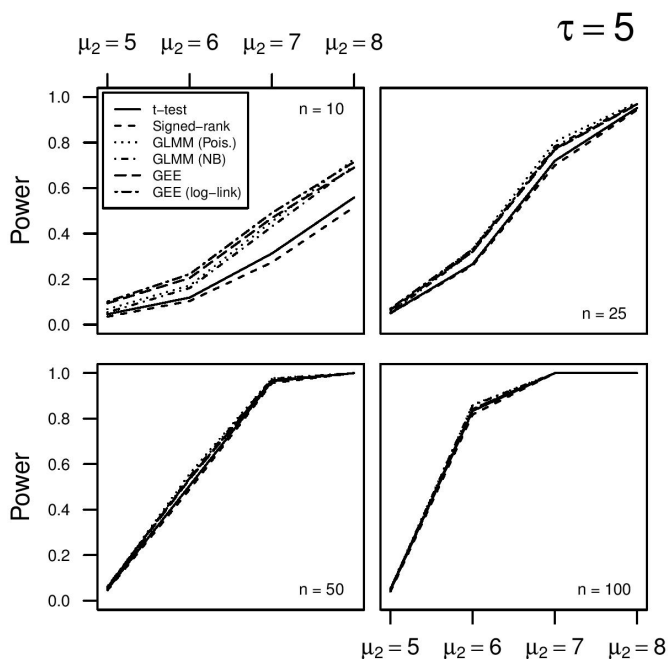 τ = 5
μ2 = 5 μ2 = 6 μ2 = 7 μ2 = 8
Power
1.0
0.8
0.6
0.4
0.2
0.0
t−test
Signed−rank
GLMM (Pois.)
GLMM (NB)
GEE
GEE (log−link)
n = 10
n = 25
Power
1.0
0.8
0.6
0.4
0.2
0.0
n = 50
n = 100
μ2 = 5 μ2 = 6 μ2 = 7 μ2 = 8